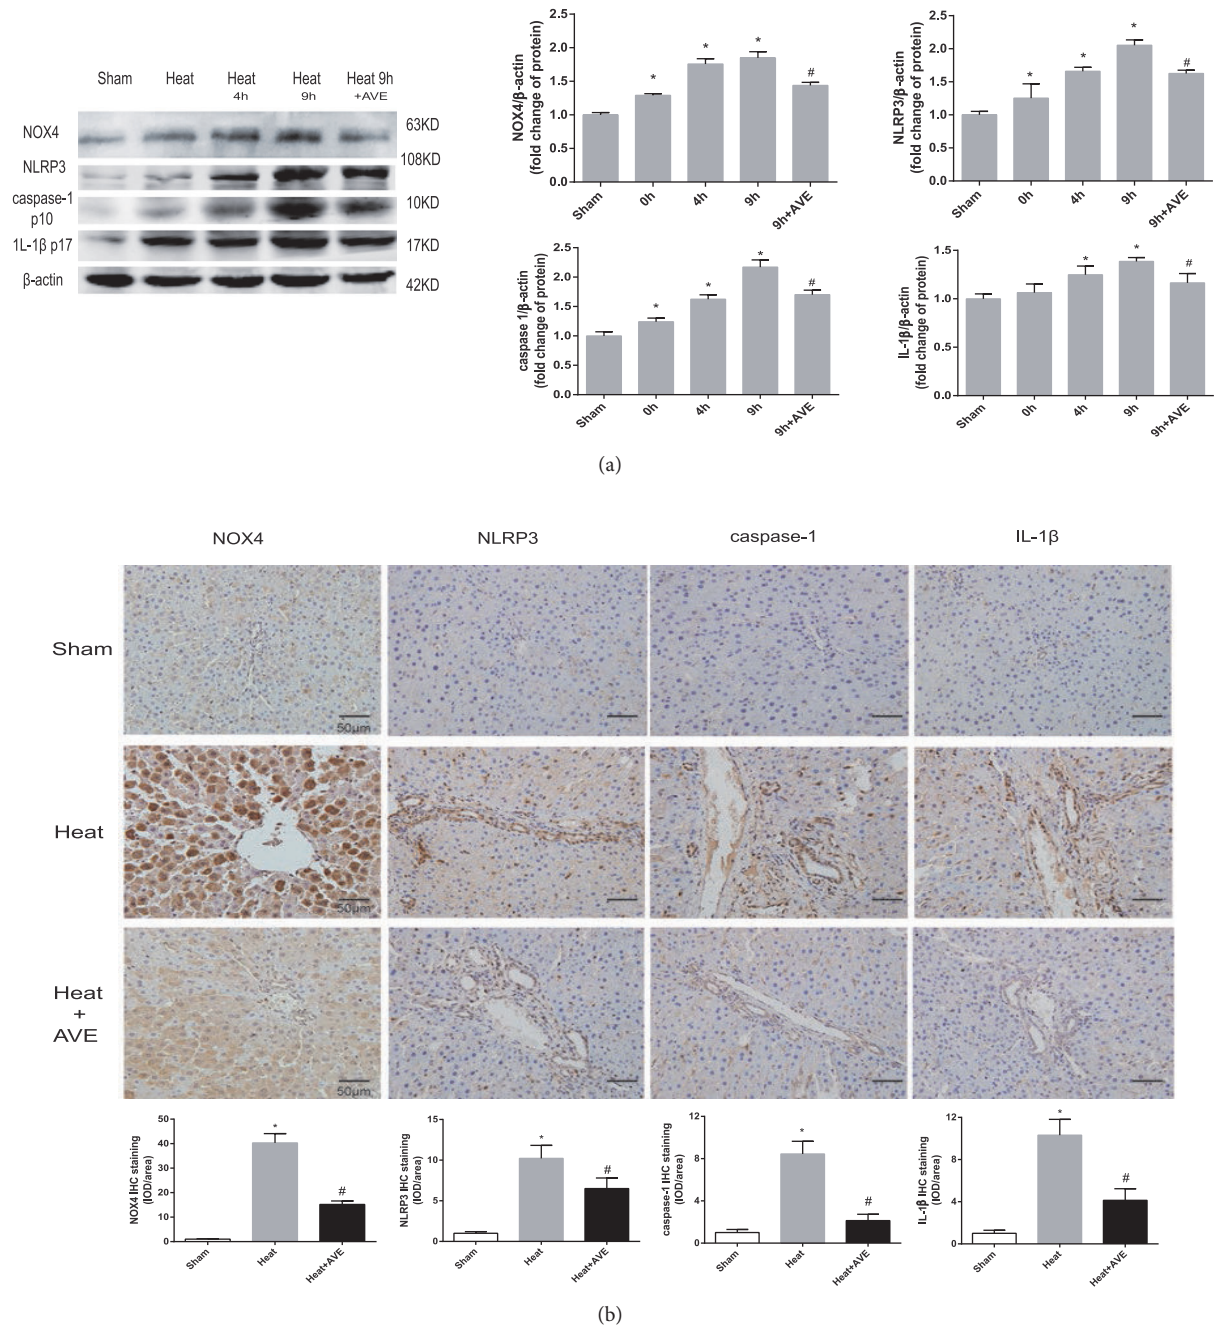 Sham Heat Heat Heat Heat 9h
4h 9h +AVE
NOX4 63KD
NLRP3 108KD
caspase-1 10KD
p10
1L-1β p17 17KD
β-actin 42KD
NOX4/β-actin
(fold change of protein)
2.5
2.0
1.5
1.0
0.5
0.0
* * * #
Sham 0h 4h 9h 9h+AVE
NLRP3/β-actin
(fold change of protein)
2.5
2.0
1.5
1.0
0.5
0.0
* * * #
Sham 0h 4h 9h 9h+AVE
caspase 1/β-actin
(fold change of protein)
2.5
2.0
1.5
1.0
0.5
0.0
* * * #
Sham 0h 4h 9h 9h+AVE
IL-1β/β-actin
(fold change of protein)
1.5
1.0
0.5
0.0
* * #
Sham 0h 4h 9h 9h+AVE
(a)
NOX4 NLRP3 caspase-1 IL-1β
Sham
50μm
Heat
50μm
Heat
+
AVE
50μm
NOX4 IHC staining
(IOD/area)
50
40
30
20
10
0
* #
Sham Heat Heat+AVE
NLRP3 IHC staining
(IOD/area)
15
10
5
0
* #
Sham Heat Heat+AVE
caspase-1 IHC staining
(IOD/area)
12
8
4
0
* #
Sham Heat Heat+AVE
IL-1β IHC staining
(IOD/area)
12
8
4
0
* #
Sham Heat Heat+AVE
(b)